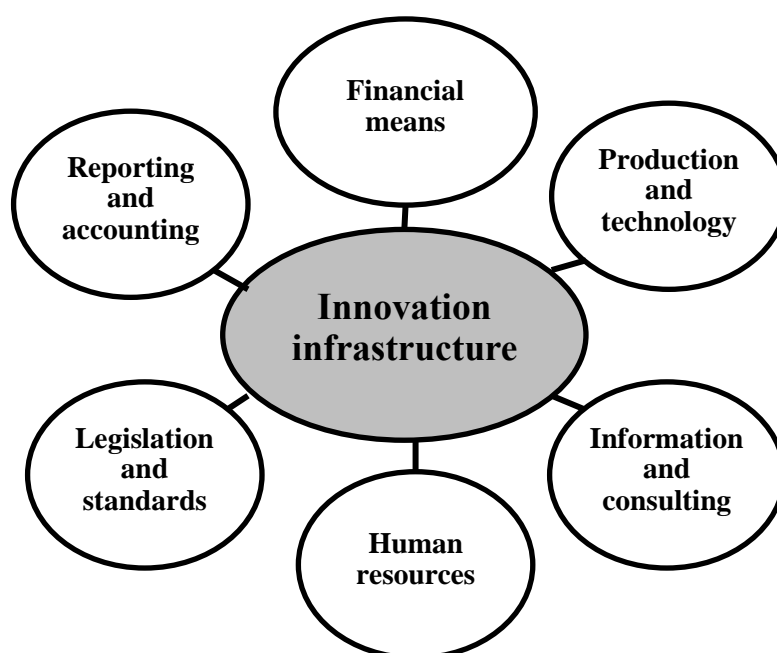 Financial
means
Reporting
and
accounting
Production
and
technology
Innovation
infrastructure
Legislation
and
standards
Information
and
consulting
Human
resources